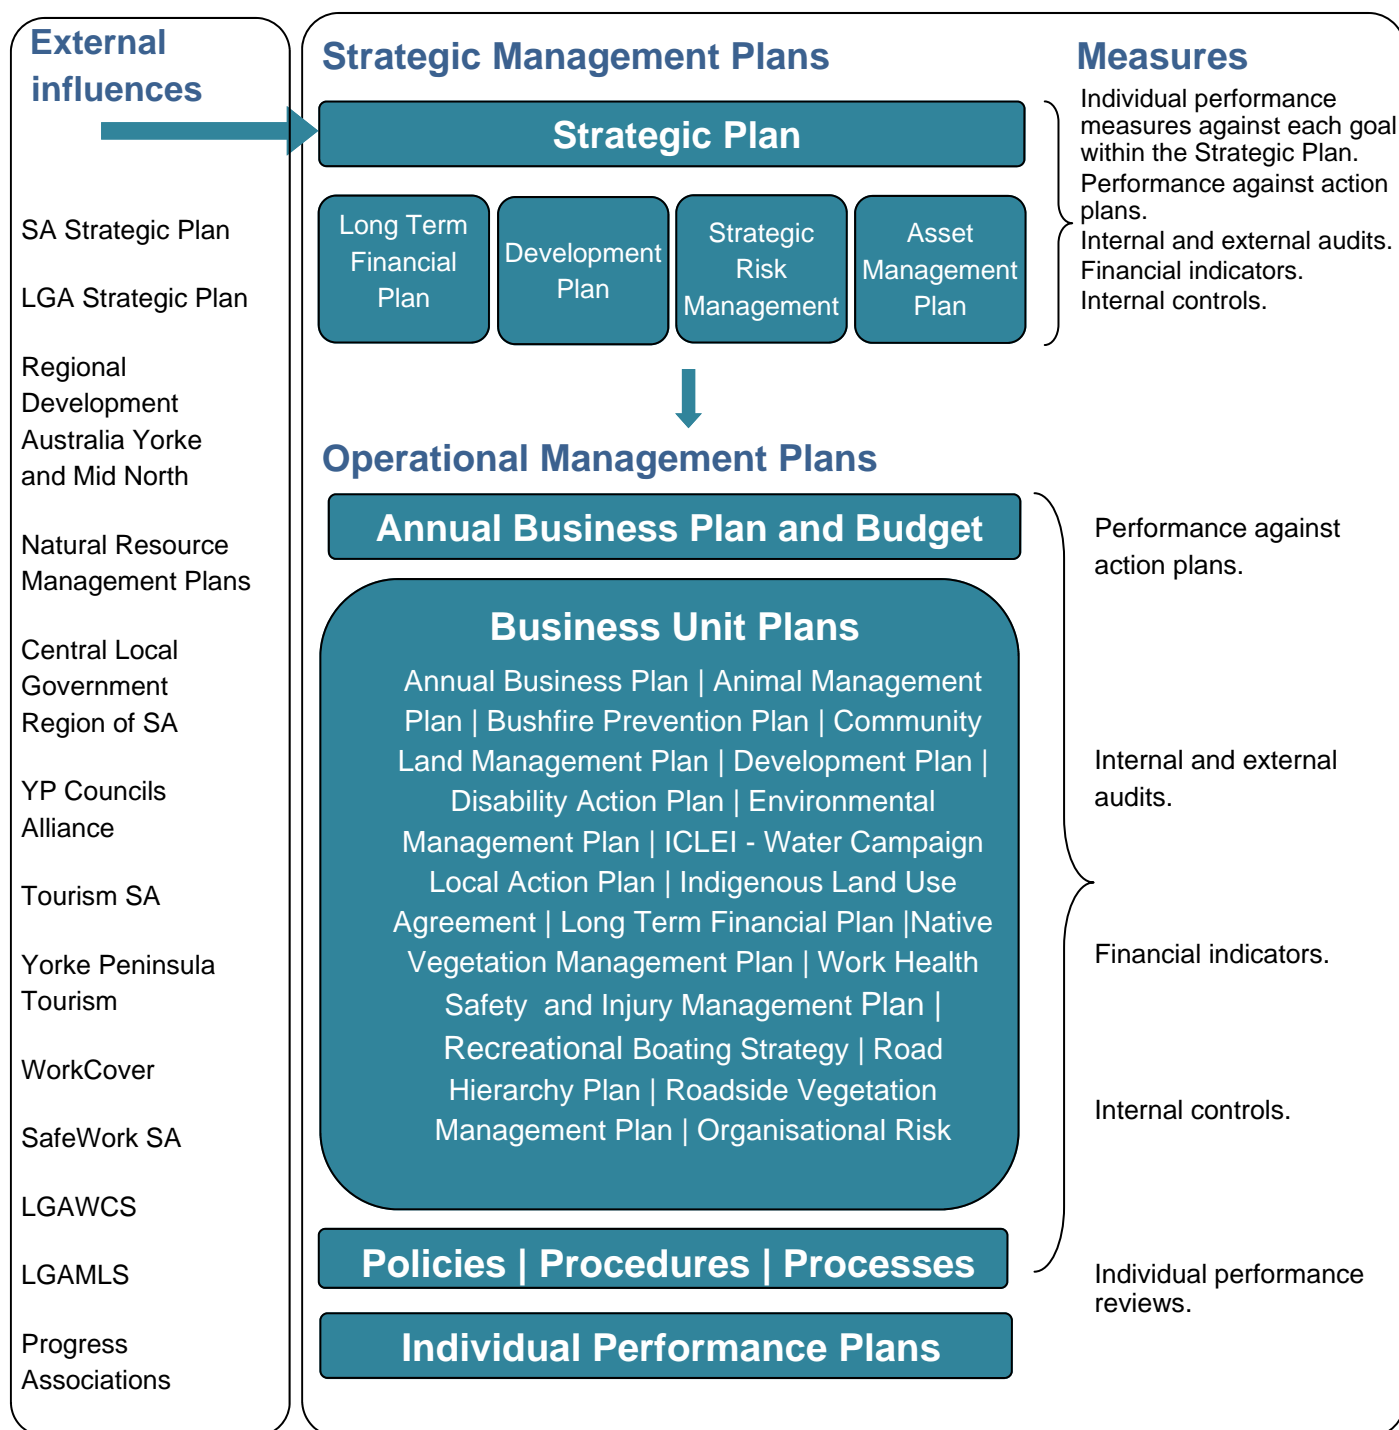 External
influences
SA Strategic Plan
LGA Strategic Plan
Regional
Development
Australia Yorke
and Mid North
Natural Resource
Management Plans
Central Local
Government
Region of SA
YP Councils
Alliance
Tourism SA
Yorke Peninsula
Tourism
WorkCover
SafeWork SA
LGAWCS
LGAMLS
Progress
Associations
Strategic Management Plans
Strategic Plan
Long Term
Financial
Plan
Development
Plan
Strategic
Risk
Management
Asset
Management
Plan
Operational Management Plans
Annual Business Plan and Budget
Business Unit Plans
Annual Business Plan | Animal Management
Plan | Bushfire Prevention Plan | Community
Land Management Plan | Development Plan |
Disability Action Plan | Environmental
Management Plan | ICLEI - Water Campaign
Local Action Plan | Indigenous Land Use
Agreement | Long Term Financial Plan |Native
Vegetation Management Plan | Work Health
Safety  and Injury Management Plan |
Recreational Boating Strategy | Road
Hierarchy Plan | Roadside Vegetation
Management Plan | Organisational Risk
Policies | Procedures | Processes
Individual Performance Plans
Measures
Individual performance
measures against each goal
within the Strategic Plan.
Performance against action
plans.
Internal and external audits.
Financial indicators.
Internal controls.
Performance against
action plans.
Internal and external
audits.
Financial indicators.
Internal controls.
Individual performance
reviews.